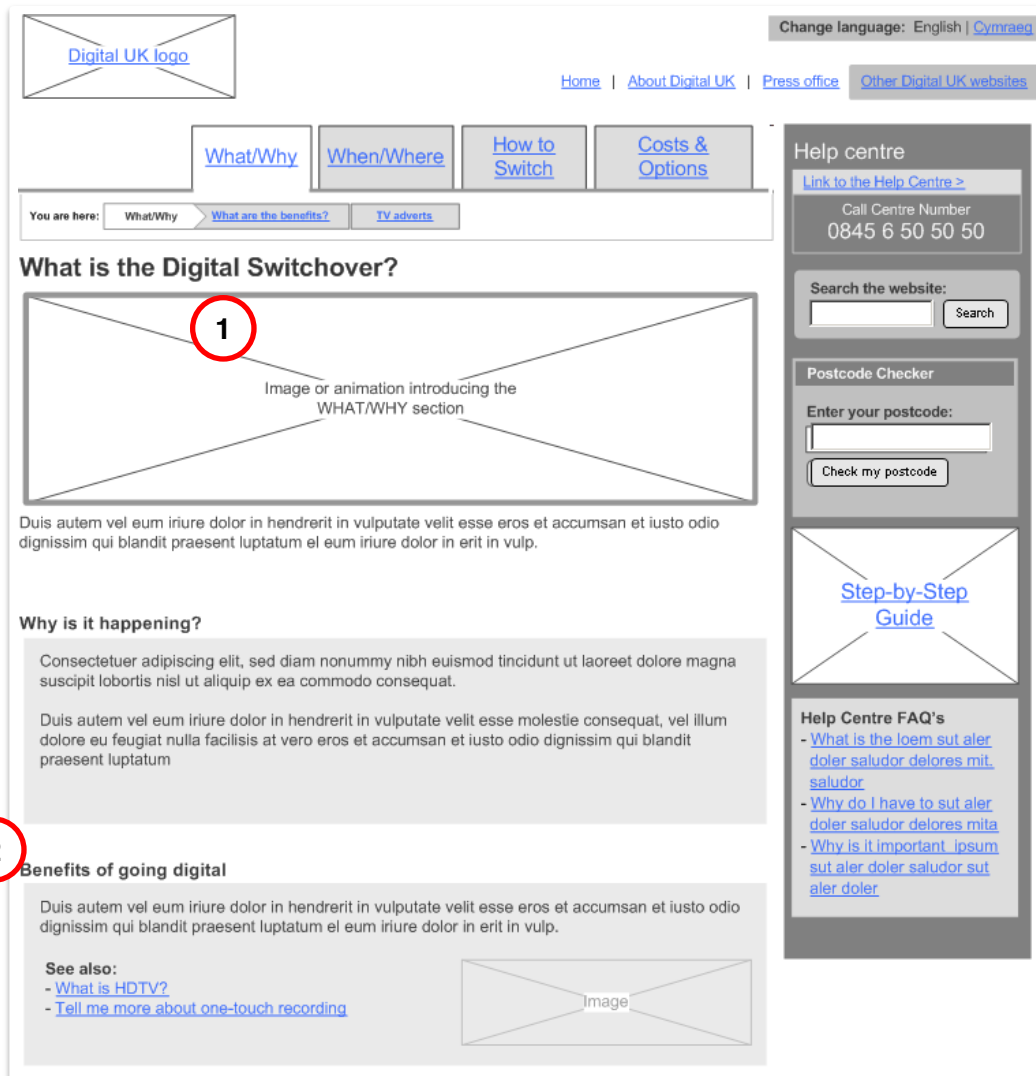 Digital UK logo
Change language: English | Cymraeg
Home | About Digital UK | Press office Other Digital UK websites
What/Why
When/Where
How to
Switch
Costs &
Options
You are here: What/Why What are the benefits? TV adverts
What is the Digital Switchover?
1
Image or animation introducing the
WHAT/WHY section
Duis autem vel eum iriure dolor in hendrerit in vulputate velit esse eros et accumsan et iusto odio
dignissim qui blandit praesent luptatum el eum iriure dolor in erit in vulp.
Why is it happening?
Consectetuer adipiscing elit, sed diam nonummy nibh euismod tincidunt ut laoreet dolore magna
suscipit lobortis nisl ut aliquip ex ea commodo consequat.
Duis autem vel eum iriure dolor in hendrerit in vulputate velit esse molestie consequat, vel illum
dolore eu feugiat nulla facilisis at vero eros et accumsan et iusto odio dignissim qui blandit
praesent luptatum
Benefits of going digital
Duis autem vel eum iriure dolor in hendrerit in vulputate velit esse eros et accumsan et iusto odio
dignissim qui blandit praesent luptatum el eum iriure dolor in erit in vulp.
See also:
- What is HDTV?
- Tell me more about one-touch recording
Image
Help centre
Link to the Help Centre >
Call Centre Number
0845 6 50 50 50
Search the website:
Search
Postcode Checker
Enter your postcode:
Check my postcode
Step-by-Step
Guide
Help Centre FAQ's
- What is the loem sut aler
doler saludor delores mit.
saludor
- Why do I have to sut aler
doler saludor delores mita
- Why is it important ipsum
sut aler doler saludor sut
aler doler